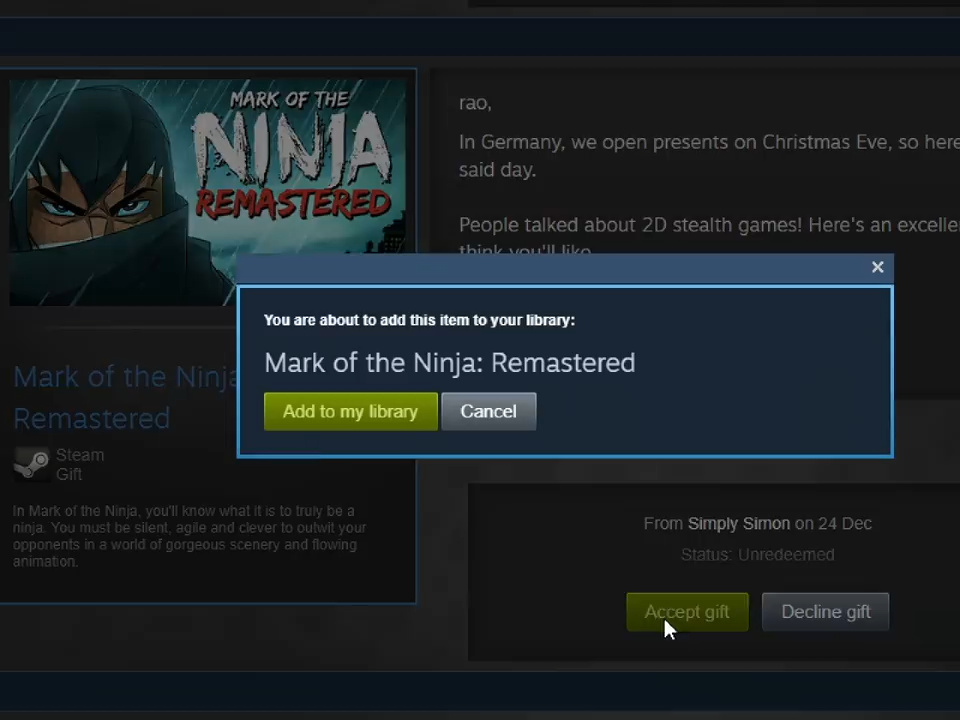 MARK OF THE
NINJA
REMASTERED
rao,
In Germany, we open presents on Christmas Eve, so here
said day.
People talked about 2D stealth games! Here's an
think you'll like
You are about to add this item to your library:
Mark of the Ninja: Remastered
Add to my library
Cancel
Mark of the Ninja
Remastered
Steam
Gift
In Mark of the Ninja, you'll know what it is to truly be a
ninja. You must be silent, agile and clever to outwit your
opponents in a world of gorgeous scenery and flowing
animation.
From Simply Simon on 24 Dec
Status: Unredeemed
Accept gift
Decline gift